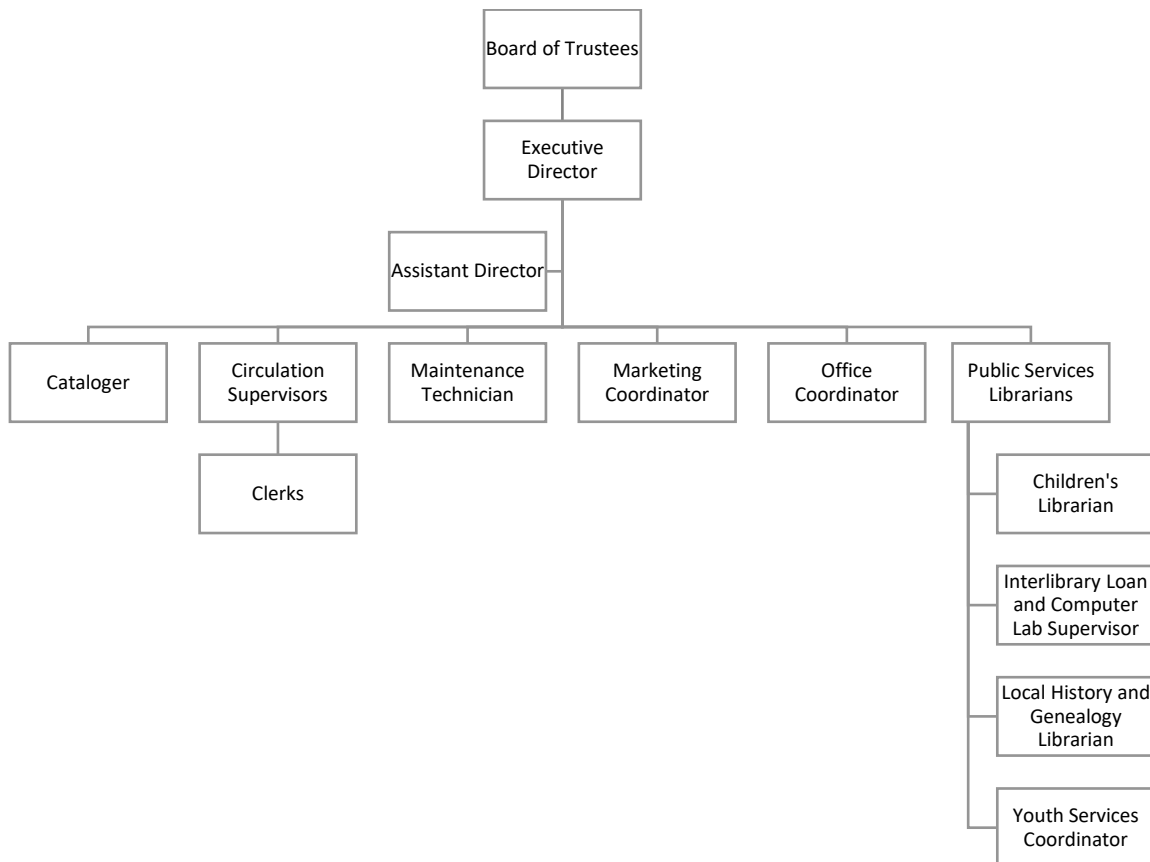 Board of Trustees
Executive
Director
Assistant Director
Cataloger
Circulation
Supervisors
Maintenance
Technician
Marketing
Coordinator
Office
Coordinator
Public Services
Librarians
Clerks
Children's
Librarian
Interlibrary Loan
and Computer
Lab Supervisor
Local History and
Genealogy
Librarian
Youth Services
Coordinator